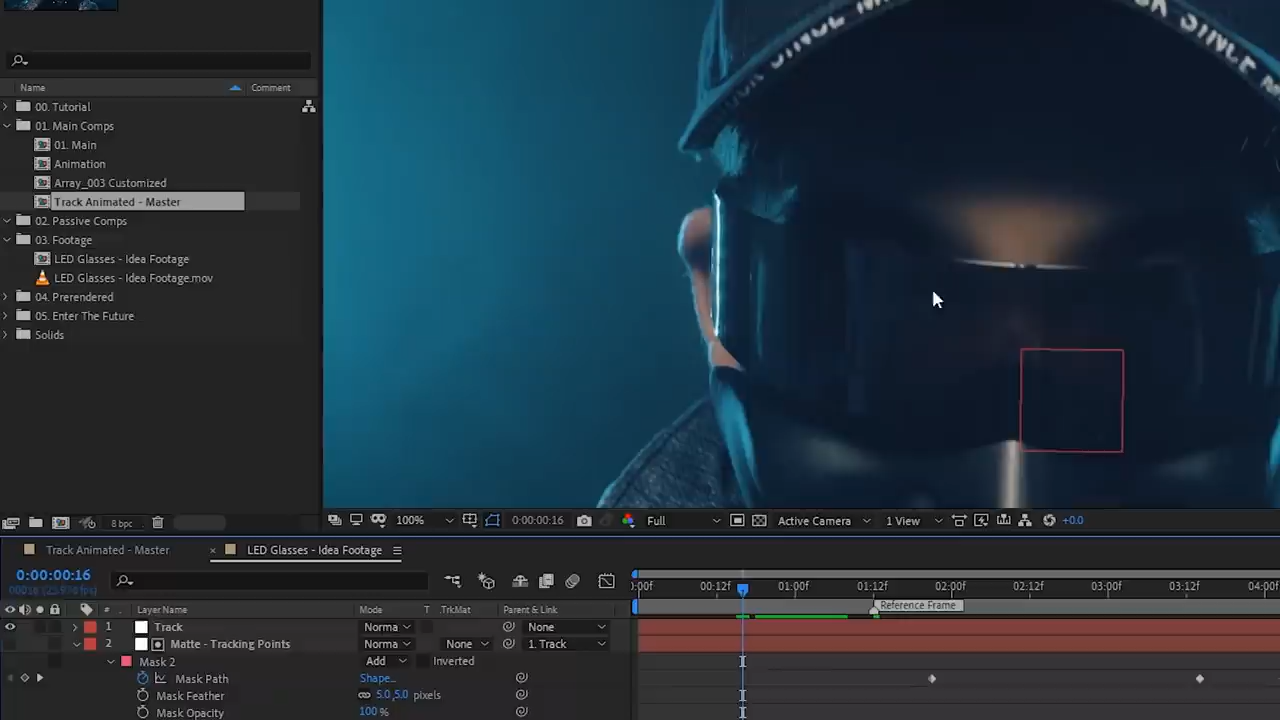 SINCE
SINCE
Name
Comment
00. Tutorial
01. Main Comps
01. Main
Animation
Array_003 Customized
Track Animated - Master
02. Passive Comps
03. Footage
LED Glasses - Idea Footage
LED Glasses - Idea Footage.mov
04. Prerendered
05. Enter The Future
Solids
8 bpc
100%
0:00:00:16
Full
Active Camera
1 View
+0.0
Track Animated - Master
× LED Glasses - Idea Footage
0:00:00:16
00016 (23.976 fps)
:00f 00:12f 01:00f 01:12f 02:00f 02:12f 03:00f 03:12f 04:00f
Reference Frame
# Layer Name Mode T .TrkMat Parent & Link
1 Track Norma None
2 Matte - Tracking Points Norma None 1. Track
Mask 2 Add Inverted
Mask Path Shape...
Mask Feather 5.0,5.0 pixels
Mask Opacity 100 %